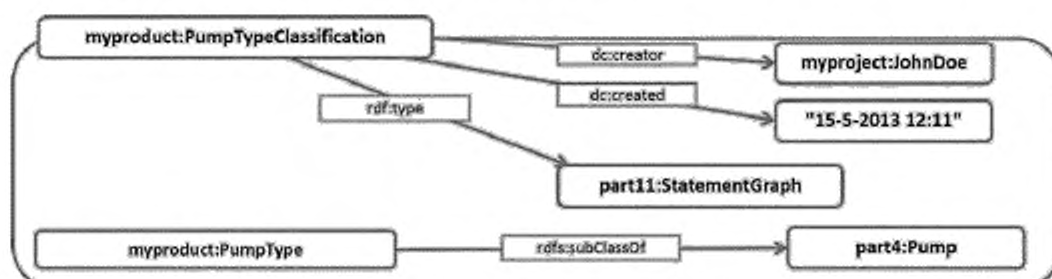 myproduct:PumpTypeClassification
dc:creator
myproject:JohnDoe
dc:created
rdf:type
"15-5-2013 12:11"
part11:StatementGraph
myproduct:PumpType
rdfs:subClassOf
part4:Pump